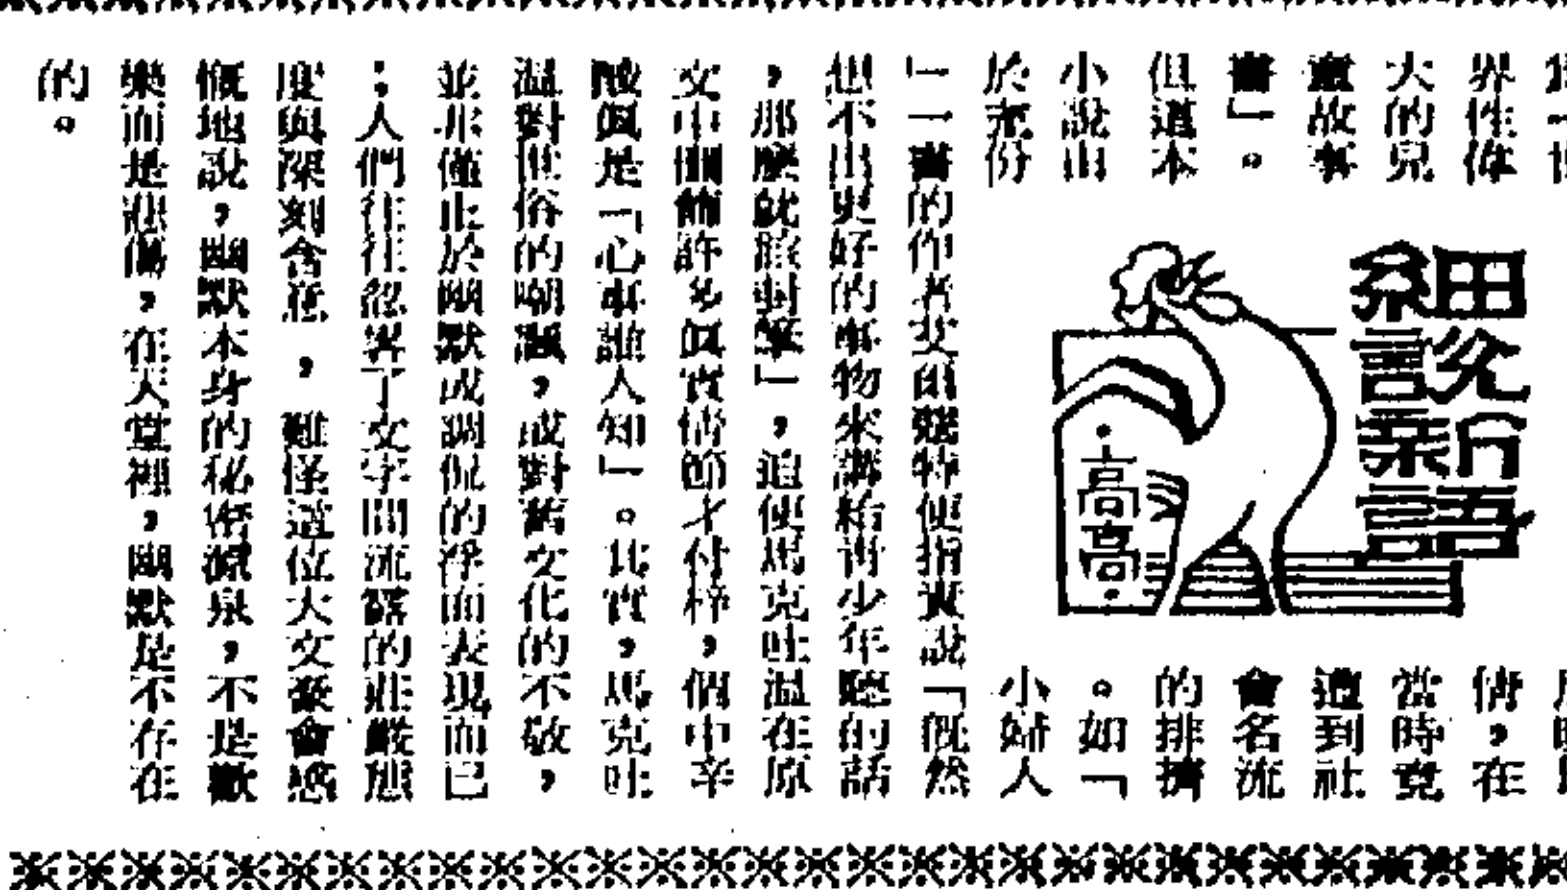 界性偉
大的兒
童故事
書」。
但這本
小說由
於充份
細說新語
·高高·
情，在
當時竟
遭到社
會名流
的排擠
。如「
小婦人
」一書的作者艾爾特便指責說「既然
想不出更好的事物來講給青少年聽的話
，那麼就該封筆」，迫使馬克吐溫在原
文中刪節許多真實情節才付梓，個中辛
酸真是「心事誰人知」。其實，馬克吐
溫對世俗的嘲諷，或對舊文化的不敬，
並非僅止於幽默或調侃的浮面表現而已
；人們往往忽畧了文字間流露的莊嚴態
度與深刻含意，難怪這位大文豪會感
慨地說，幽默本身的秘密源泉，不是歡
樂而是悲傷，在天堂裡，幽默是不存在
的。